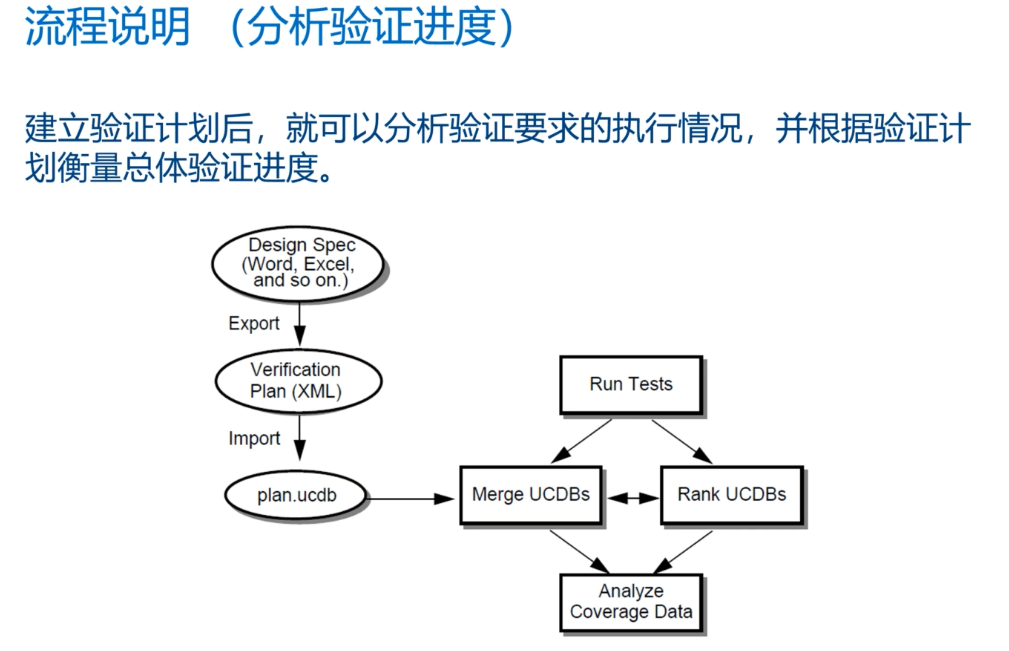 流程说明 （分析验证进度）
建立验证计划后，就可以分析验证要求的执行情况，并根据验证计
划衡量总体验证进度。
Design Spec
(Word, Excel,
and so on.)
Export
Verification
Plan (XML)
Import
plan.ucdb
Run Tests
Merge UCDBs
Rank UCDBs
Analyze
Coverage Data